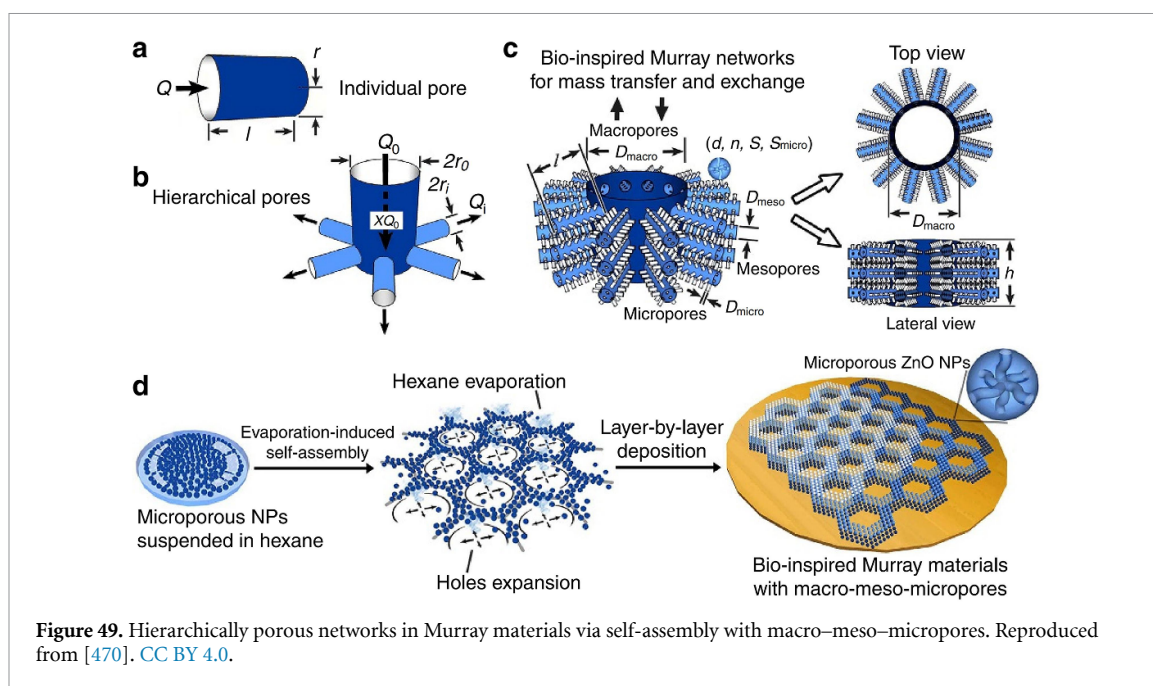 a
Q
r
l
Individual pore
b
Hierarchical pores
Q0
2r0
2ri
Qi
XQ0
c
Bio-inspired Murray networks
for mass transfer and exchange
Macropores
Dmacro
l
(d, n, S, Smicro)
Dmeso
Mesopores
Micropores
Dmicro
Top view
Dmacro
h
Lateral view
d
Microporous NPs
suspended in hexane
Evaporation-induced
self-assembly
Hexane evaporation
Holes expansion
Layer-by-layer
deposition
Microporous ZnO NPs
Bio-inspired Murray materials
with macro-meso-micropores
Figure 49. Hierarchically porous networks in Murray materials via self-assembly with macro–meso–micropores. Reproduced
from [470]. CC BY 4.0.